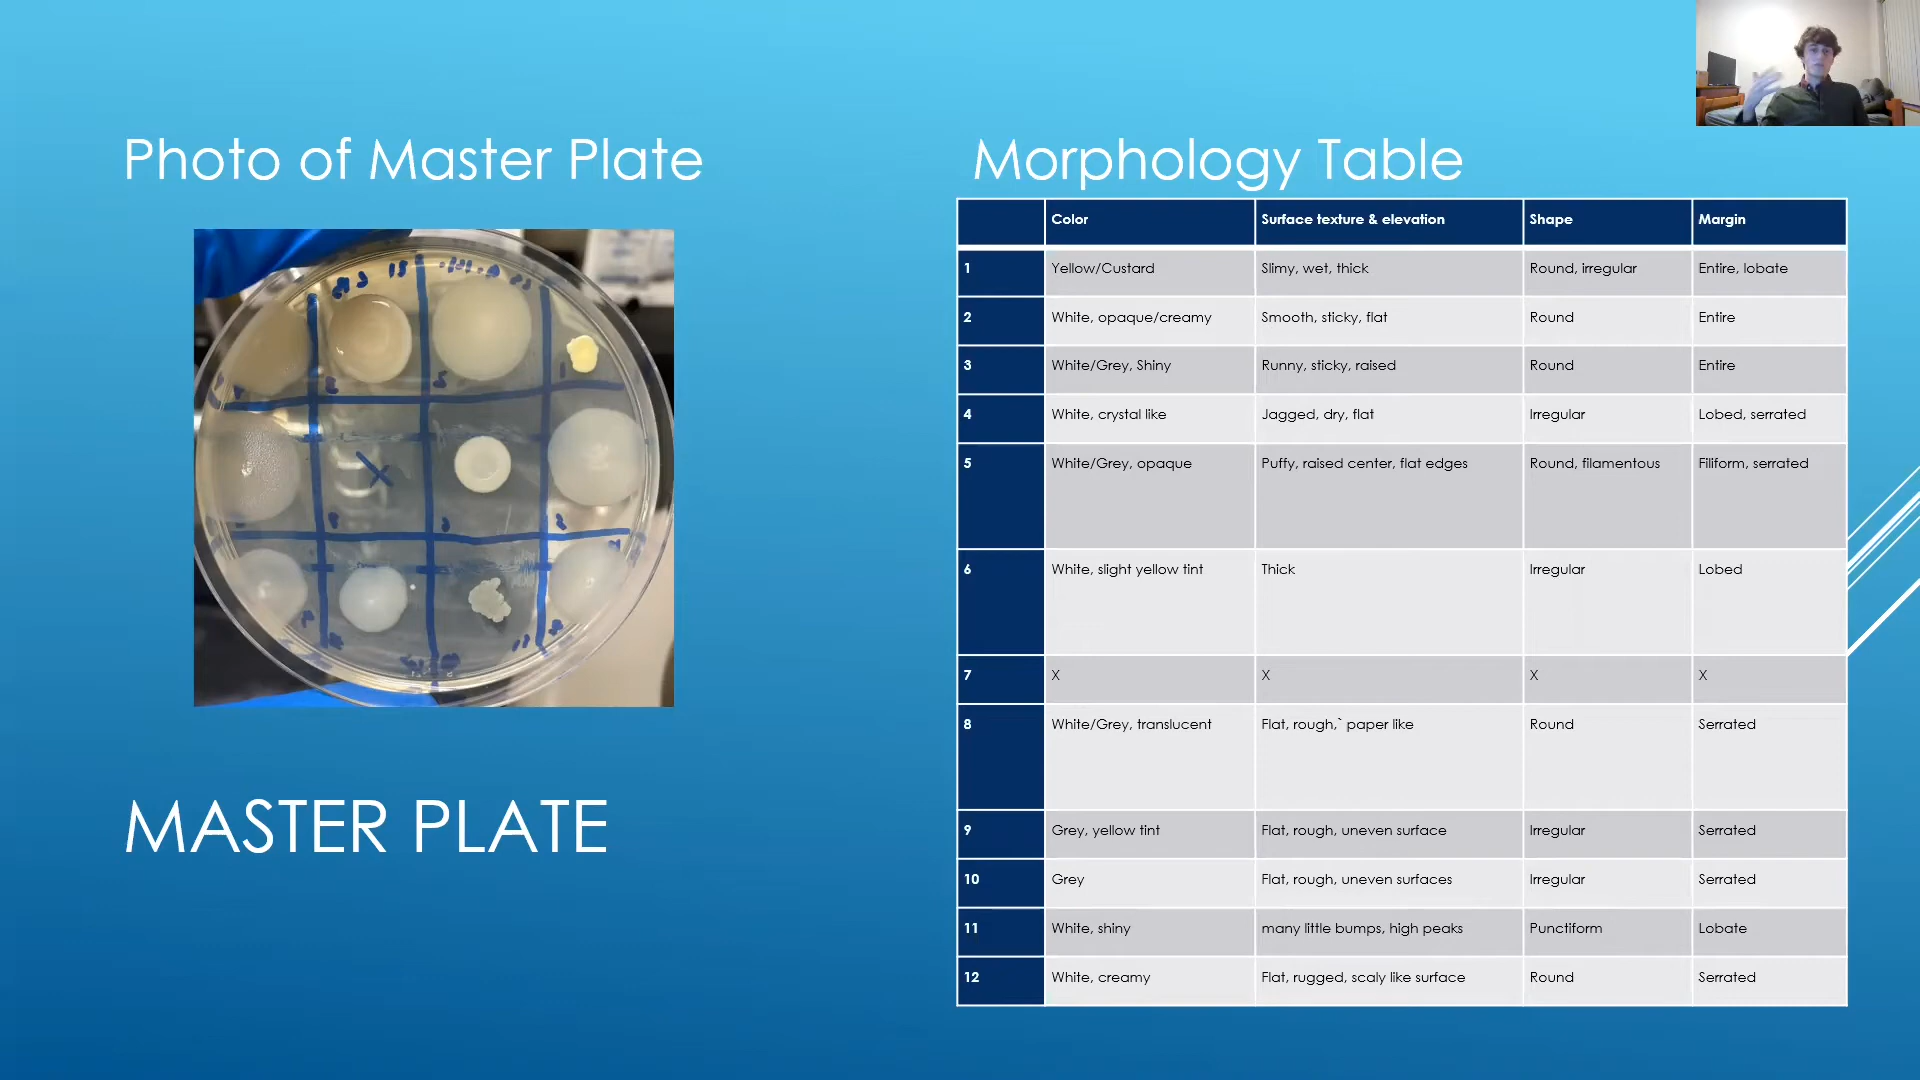 Photo of Master Plate
MASTER PLATE
Morphology Table
Color Surface texture & elevation Shape Margin
1 Yellow/Custard Slimy, wet, thick Round, irregular Entire, lobate
2 White, opaque/creamy Smooth, sticky, flat Round Entire
3 White/Grey, Shiny Runny, sticky, raised Round Entire
4 White, crystal like Jagged, dry, flat Irregular Lobed, serrated
5 White/Grey, opaque Puffy, raised center, flat edges Round, filamentous Filiform, serrated
6 White, slight yellow tint Thick Irregular Lobed
7 X X X X
8 White/Grey, translucent Flat, rough,` paper like Round Serrated
9 Grey, yellow tint Flat, rough, uneven surface Irregular Serrated
10 Grey Flat, rough, uneven surfaces Irregular Serrated
11 White, shiny many little bumps, high peaks Punctiform Lobate
12 White, creamy Flat, rugged, scaly like surface Round Serrated